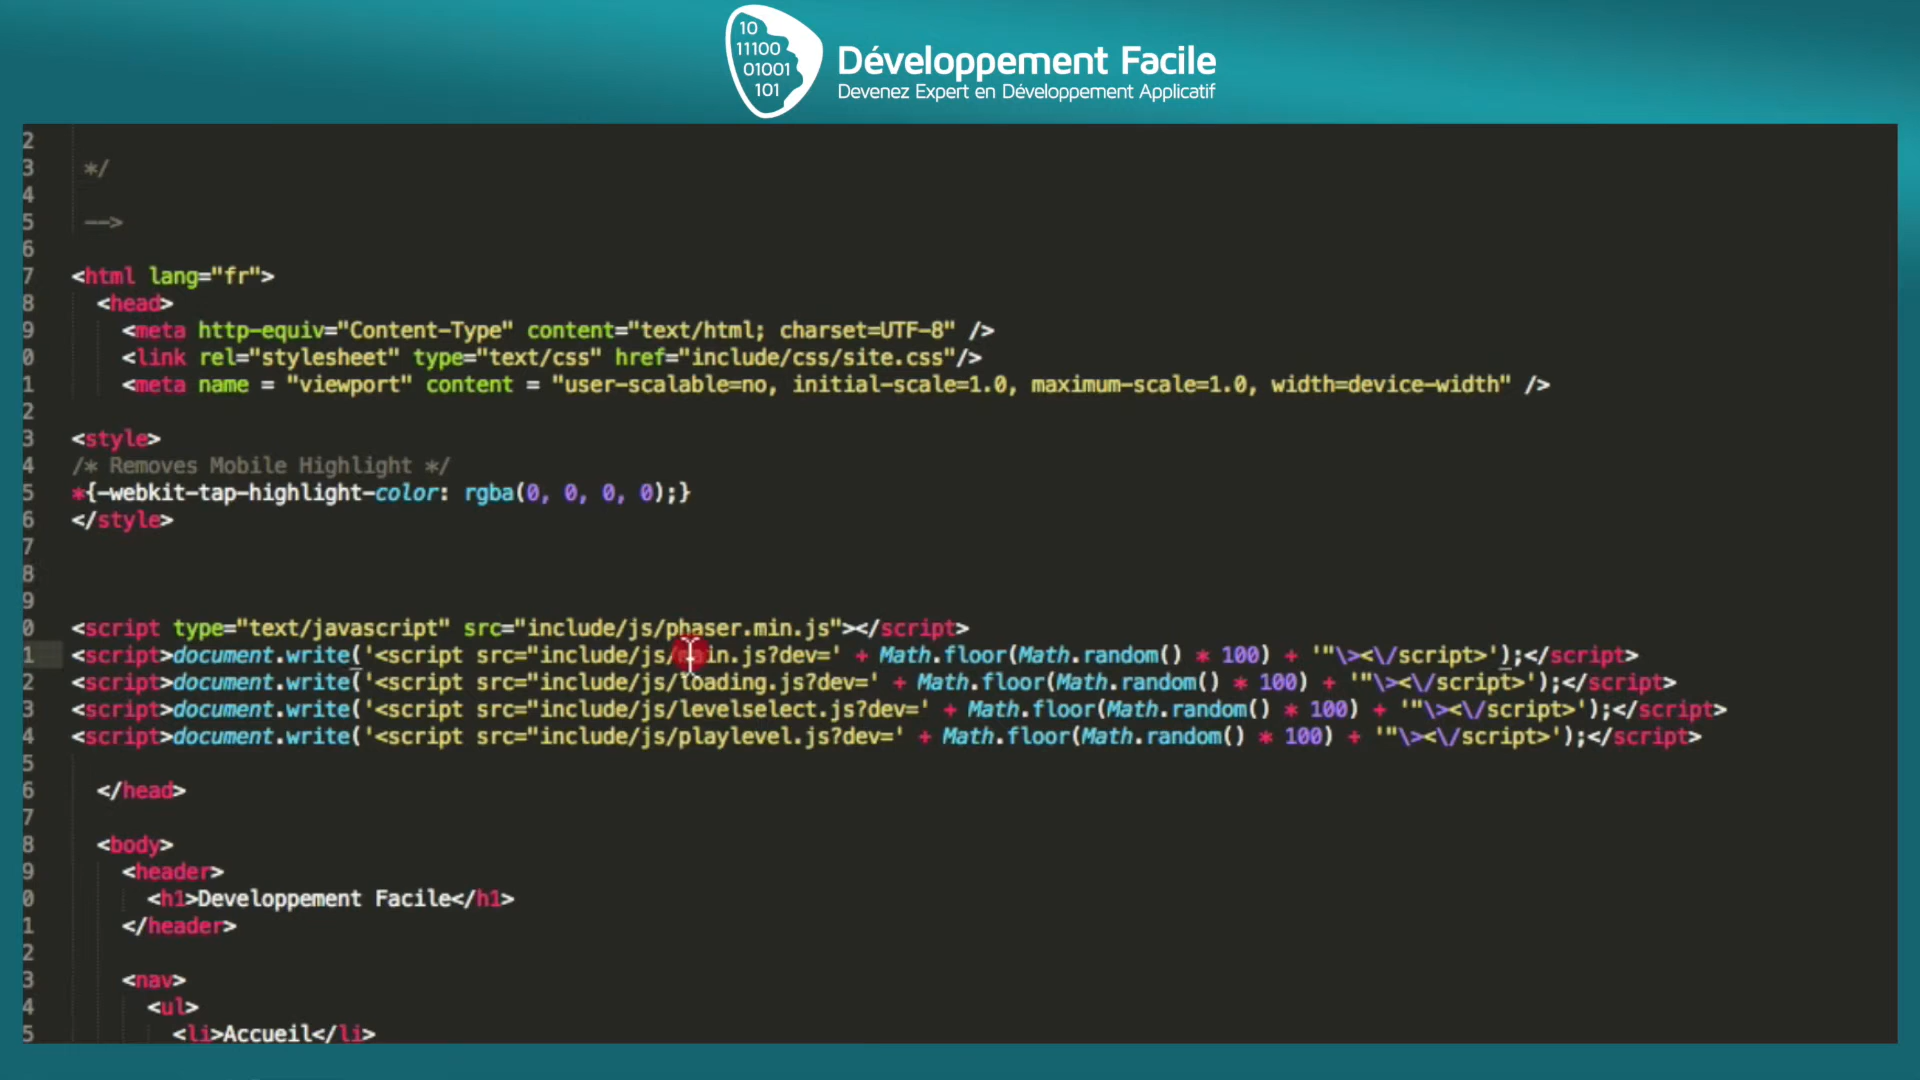 10
11100
01001
101
Développement Facile
Devenez Expert en Développement Applicatif
2
3 */
4
5 -->
6
7 <html lang="fr">
8 <head>
9 <meta http-equiv="Content-Type" content="text/html; charset=UTF-8" />
0 <link rel="stylesheet" type="text/css" href="include/css/site.css"/>
1 <meta name = "viewport" content = "user-scalable=no, initial-scale=1.0, maximum-scale=1.0, width=device-width" />
2
3 <style>
4 /* Removes Mobile Highlight */
5 *{-webkit-tap-highlight-color: rgba(0, 0, 0, 0);}
6 </style>
7
8
9
0 <script type="text/javascript" src="include/js/phaser.min.js"></script>
1 <script>document.write('<script src="include/js/main.js?dev=' + Math.floor(Math.random() * 100) + '"\><\/script>');</script>
2 <script>document.write('<script src="include/js/loading.js?dev=' + Math.floor(Math.random() * 100) + '"\><\/script>');</script>
3 <script>document.write('<script src="include/js/levelselect.js?dev=' + Math.floor(Math.random() * 100) + '"\><\/script>');</script>
4 <script>document.write('<script src="include/js/playlevel.js?dev=' + Math.floor(Math.random() * 100) + '"\><\/script>');</script>
5
6 </head>
7
8 <body>
9 <header>
0 <h1>Developpement Facile</h1>
1 </header>
2
3 <nav>
4 <ul>
5 <li>Accueil</li>